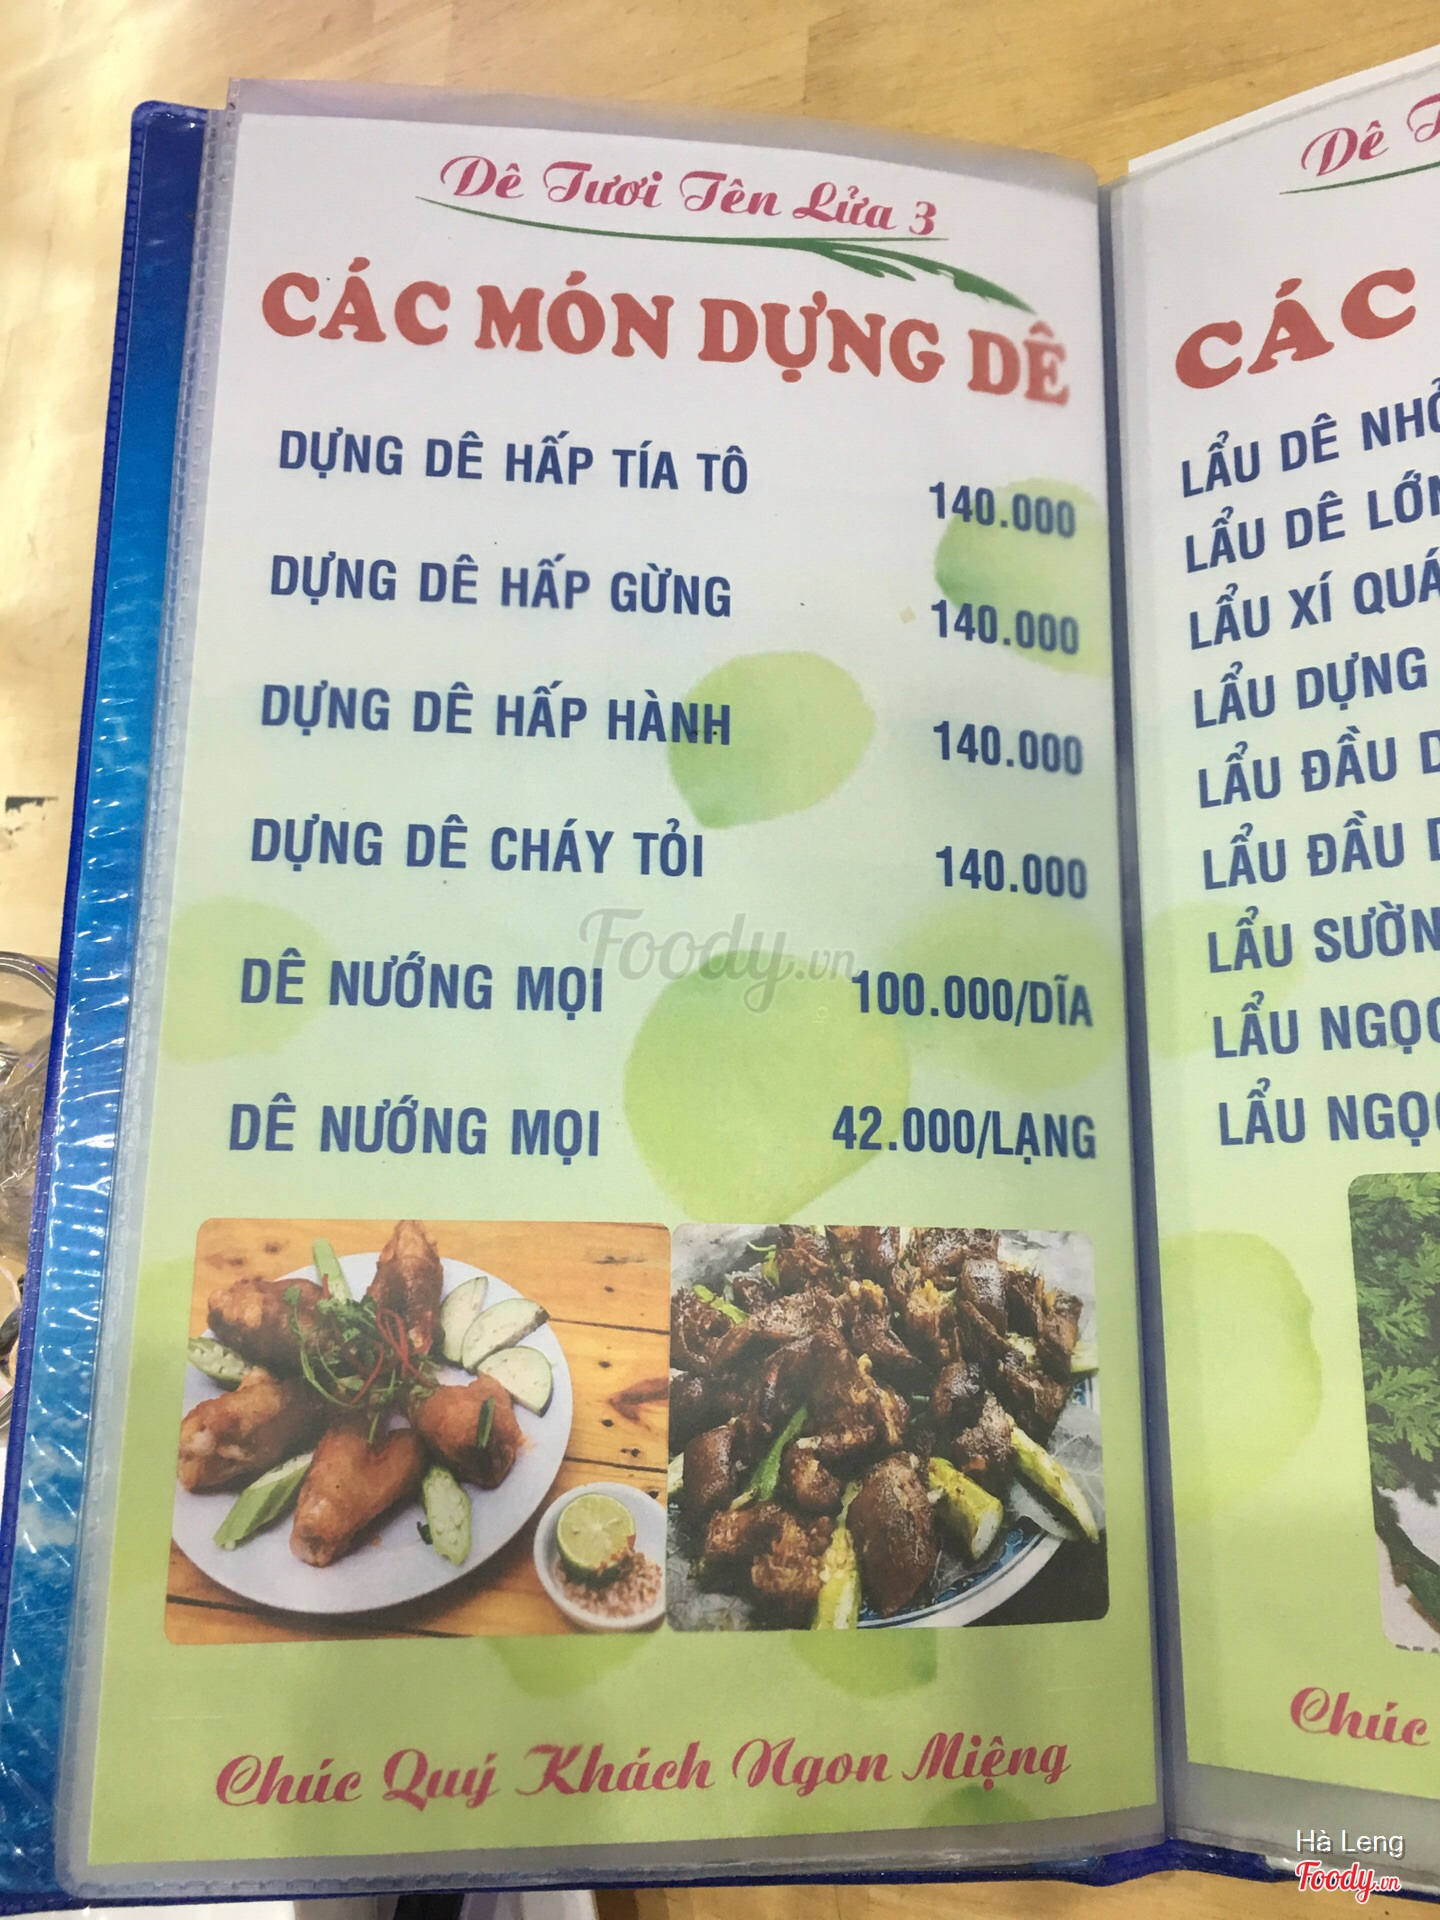 Dê Tươi Tên Lửa 3
CÁC MÓN DỰNG DÊ
DỰNG DÊ HẤP TÍA TÔ 140.000
DỰNG DÊ HẤP GỪNG 140.000
DỰNG DÊ HẤP HÀNH 140.000
DỰNG DÊ CHÁY TỎI 140.000
DÊ NƯỚNG MỌI 100.000/DĨA
DÊ NƯỚNG MỌI 42.000/LẠNG
Foody.vn
Chúc Quý Khách Ngon Miệng
Dê
CÁC
LẨU DÊ
LẨU DÊ
LẨU XÍ
LẨU DỰNG
LẨU ĐẦU
LẨU ĐẦU
LẨU
LẨU
LẨU
Chúc
Hà Leng
Foody.vn